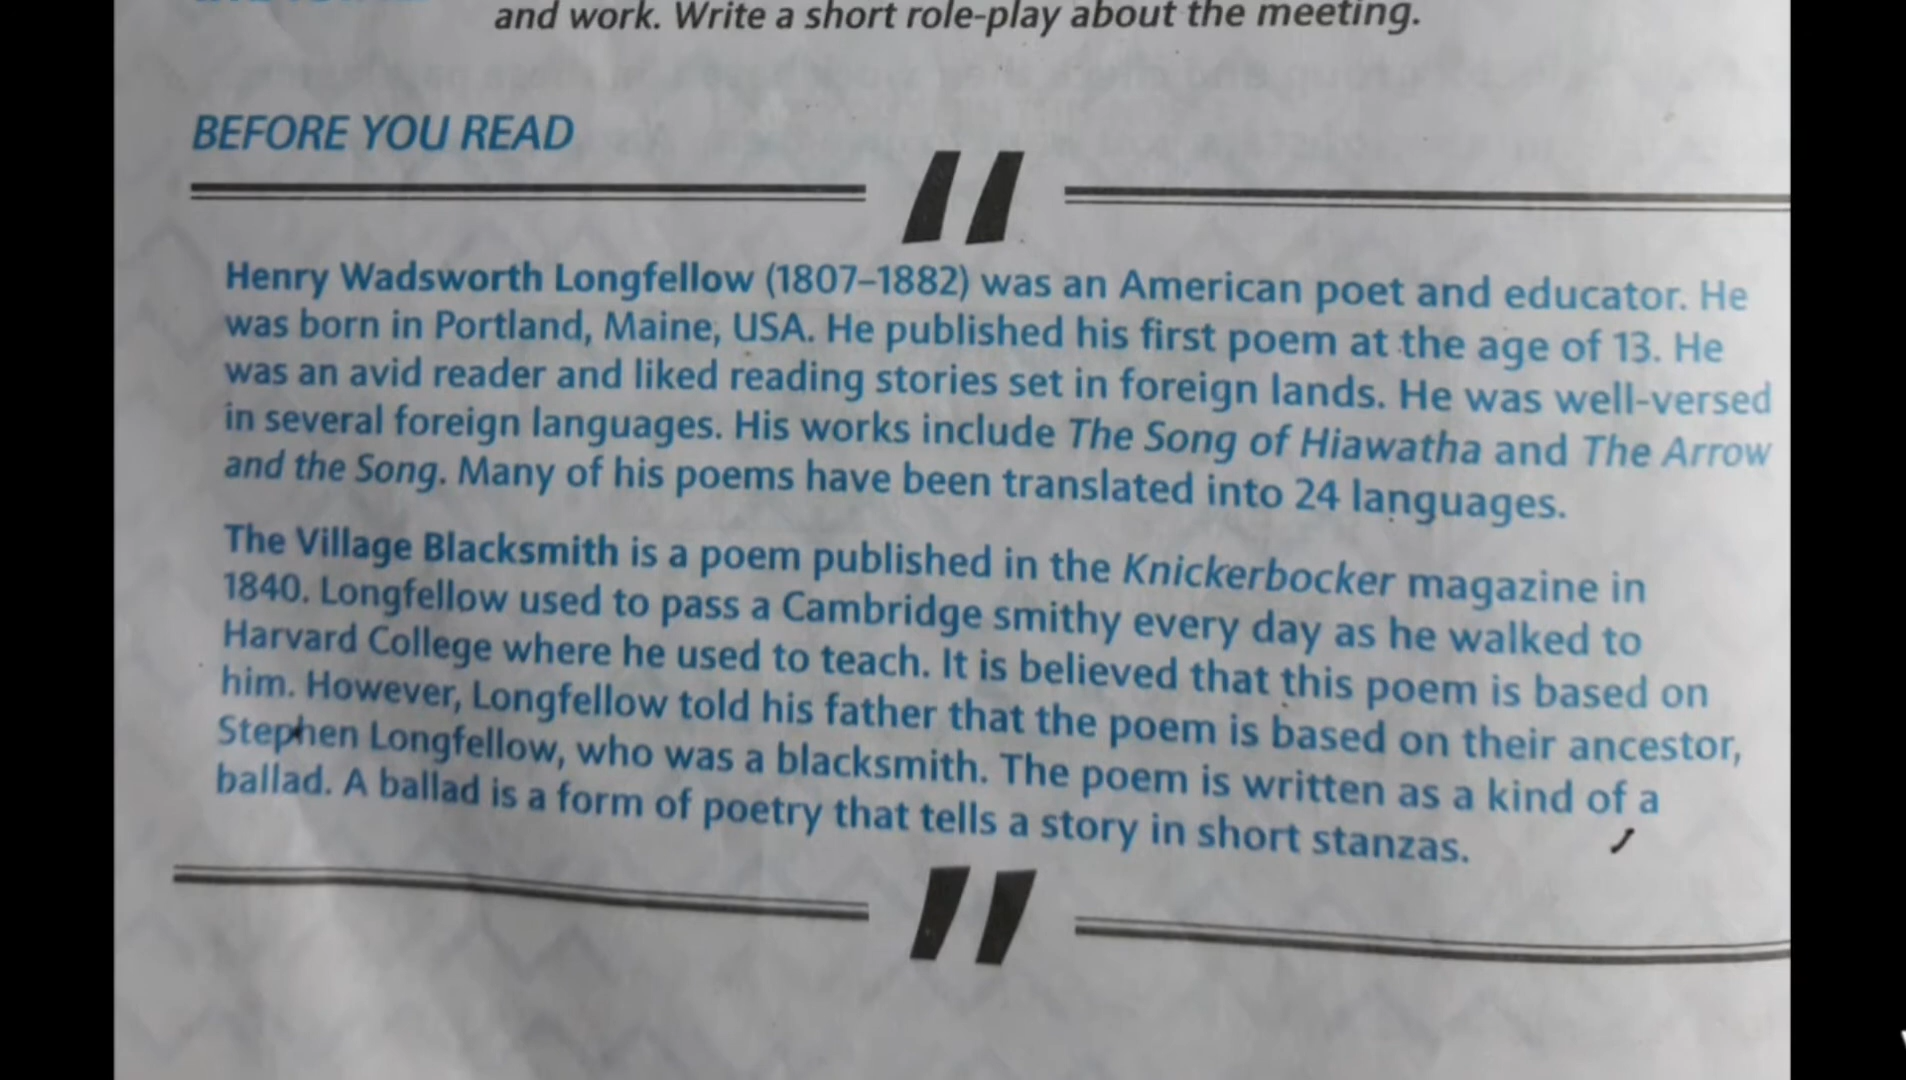 and work. Write a short role-play about the meeting.
BEFORE YOU READ
"
Henry Wadsworth Longfellow (1807–1882) was an American poet and educator. He
was born in Portland, Maine, USA. He published his first poem at the age of 13. He
was an avid reader and liked reading stories set in foreign lands. He was well-versed
in several foreign languages. His works include The Song of Hiawatha and The Arrow
and the Song. Many of his poems have been translated into 24 languages.
The Village Blacksmith is a poem published in the Knickerbocker magazine in
1840. Longfellow used to pass a Cambridge smithy every day as he walked to
Harvard College where he used to teach. It is believed that this poem is based on
him. However, Longfellow told his father that the poem is based on their ancestor,
Stephen Longfellow, who was a blacksmith. The poem is written as a kind of a
ballad. A ballad is a form of poetry that tells a story in short stanzas.
"